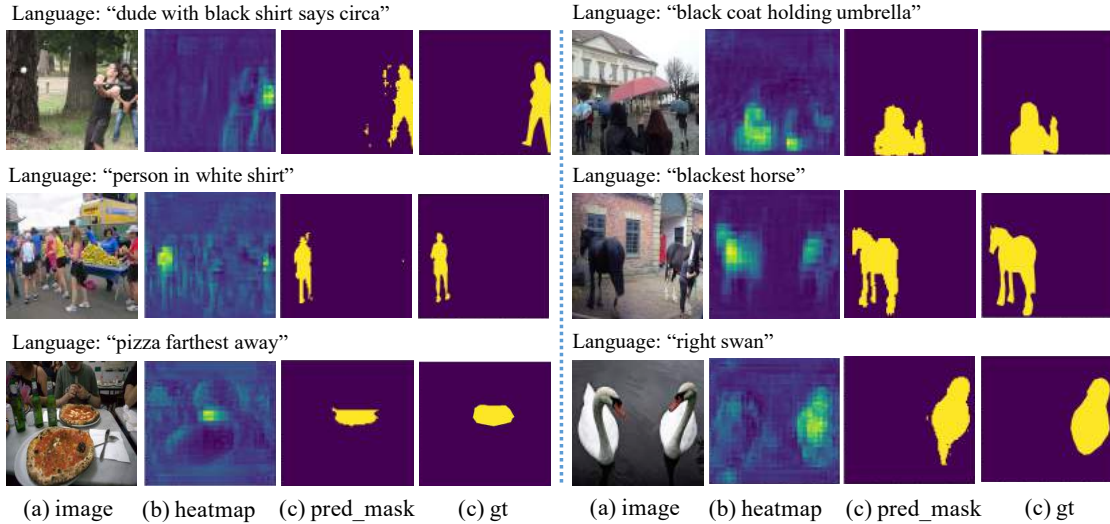 Language: “dude with black shirt says circa”
Language: “black coat holding umbrella”
Language: “person in white shirt”
Language: “blackest horse”
Language: “pizza farthest away”
Language: “right swan”
(a) image (b) heatmap (c) pred_mask (c) gt
(a) image (b) heatmap (c) pred_mask (c) gt